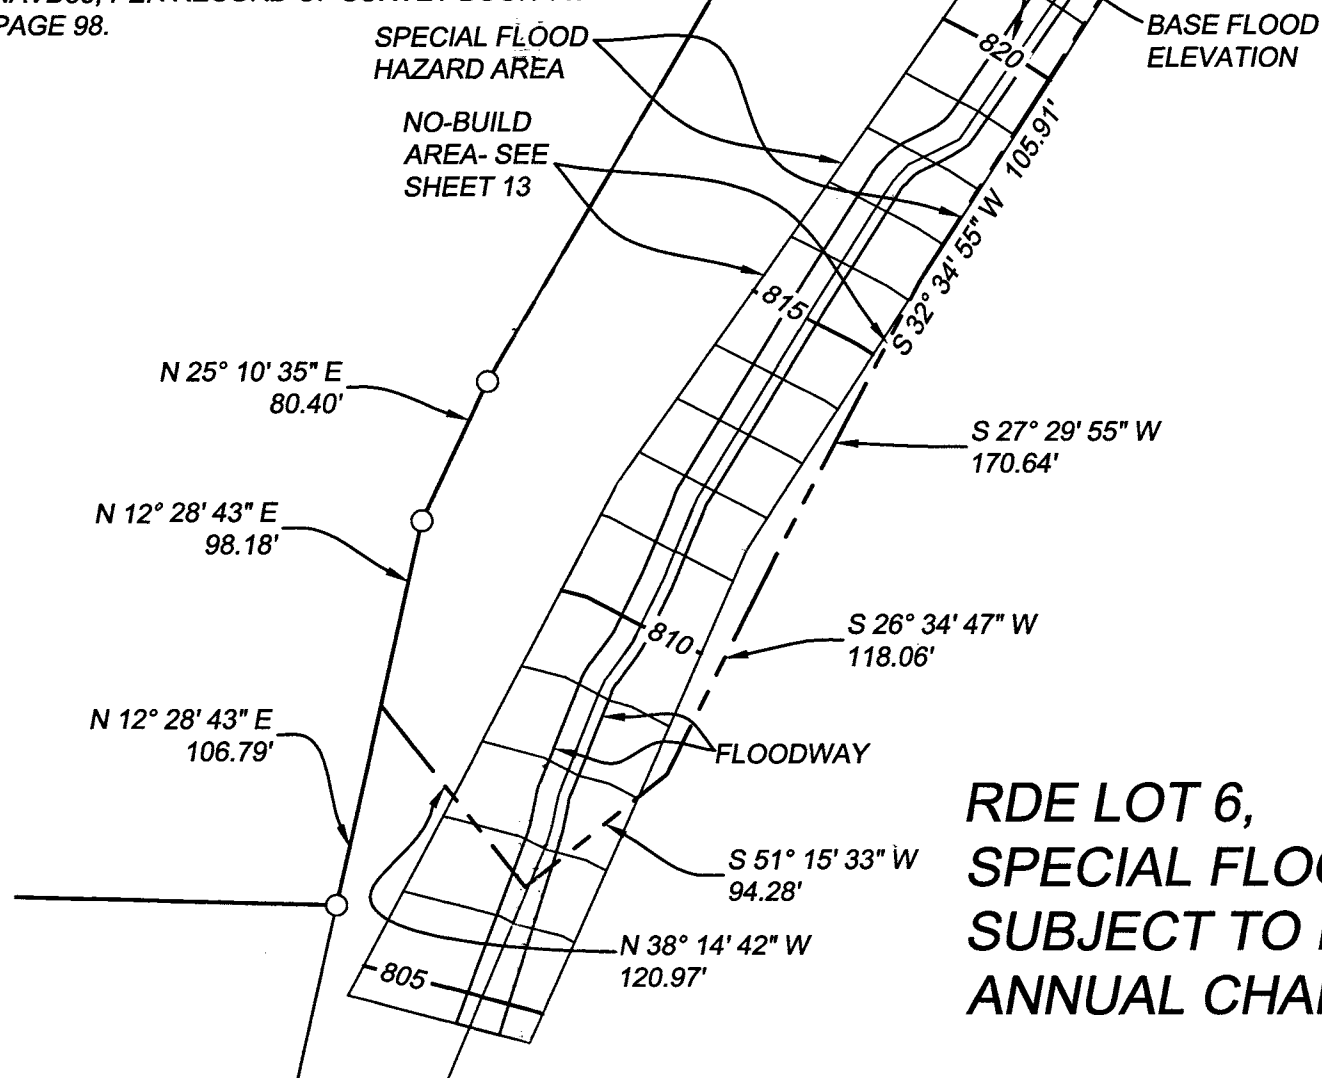 PAGE 98.
SPECIAL FLOOD
HAZARD AREA
NO-BUILD
AREA- SEE
SHEET 13
BASE FLOOD
ELEVATION
820
S 32° 34' 55" W 105.91'
815
N 25° 10' 35" E
80.40'
S 27° 29' 55" W
170.64'
N 12° 28' 43" E
98.18'
810
S 26° 34' 47" W
118.06'
N 12° 28' 43" E
106.79'
FLOODWAY
S 51° 15' 33" W
94.28'
N 38° 14' 42" W
120.97'
805
RDE LOT 6,
SPECIAL FLOO
SUBJECT TO
ANNUAL CHA